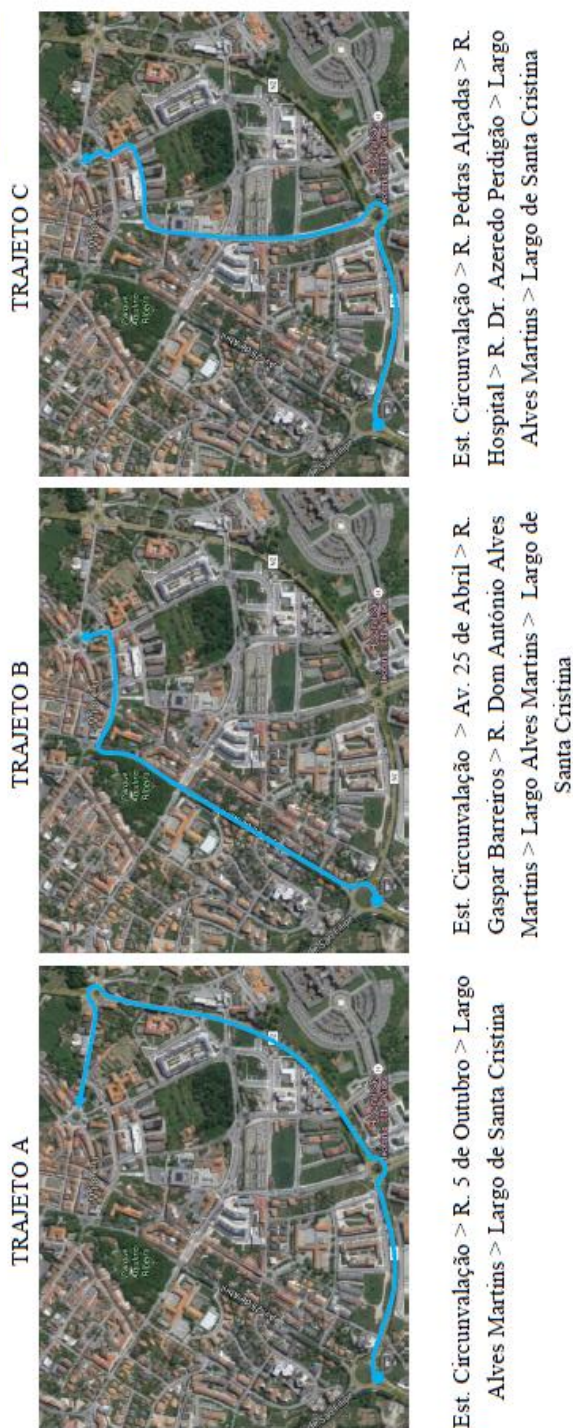 TRAJETO A
Est. Circunvalação > R. 5 de Outubro > Largo
Alves Martins > Largo de Santa Cristina
TRAJETO B
Est. Circunvalação > Av. 25 de Abril > R.
Gaspar Barreiros > R. Dom António Alves
Martins > Largo Alves Martins > Largo de
Santa Cristina
TRAJETO C
Est. Circunvalação > R. Pedras Alçadas > R.
Hospital > R. Dr. Azeredo Perdigão > Largo
Alves Martins > Largo de Santa Cristina